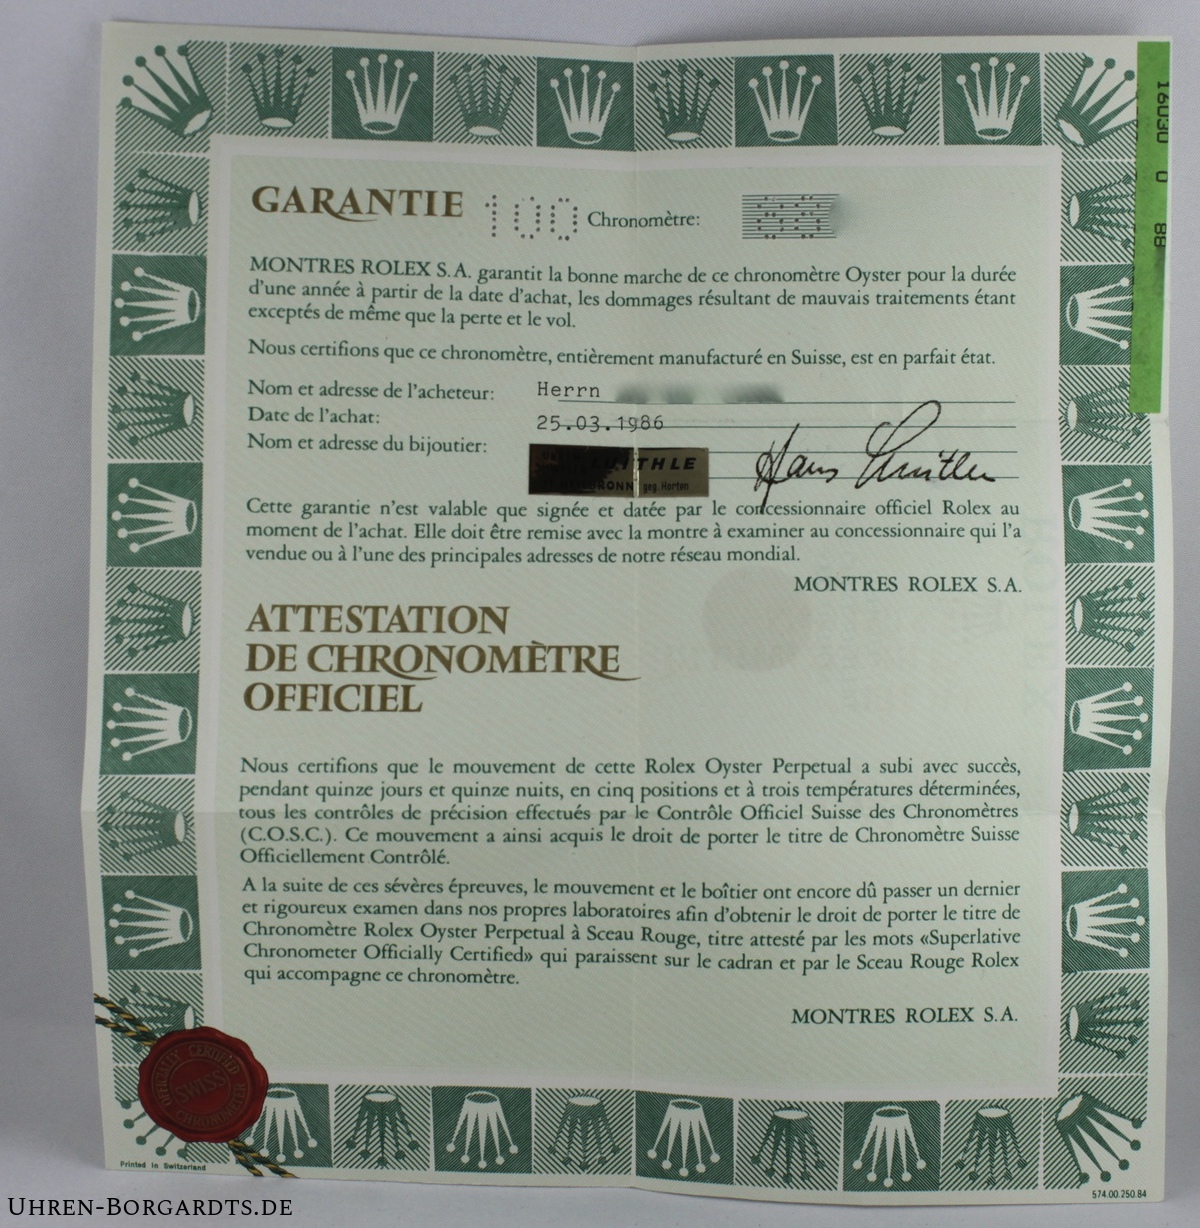 16030 0 88
GARANTIE 100 Chronomètre:
MONTRES ROLEX S.A. garantit la bonne marche de ce chronomètre Oyster pour la durée
d'une année à partir de la date d'achat, les dommages résultant de mauvais traitements étant
exceptés de même que la perte et le vol.
Nous certifions que ce chronomètre, entièrement manufacturé en Suisse, est en parfait état.
Nom et adresse de l'acheteur: Herrn
Date de l'achat: 25.03.1986
Nom et adresse du bijoutier:
geg. Horten
Cette garantie n'est valable que signée et datée par le concessionnaire officiel Rolex au
moment de l'achat. Elle doit être remise avec la montre à examiner au concessionnaire qui l'a
vendue ou à l'une des principales adresses de notre réseau mondial.
MONTRES ROLEX S.A.
ATTESTATION
DE CHRONOMÈTRE
OFFICIEL
Nous certifions que le mouvement de cette Rolex Oyster Perpetual a subi avec succès,
pendant quinze jours et quinze nuits, en cinq positions et à trois températures déterminées,
tous les contrôles de précision effectués par le Contrôle Officiel Suisse des Chronomètres
(C.O.S.C.). Ce mouvement a ainsi acquis le droit de porter le titre de Chronomètre Suisse
Officiellement Contrôlé.
A la suite de ces sévères épreuves, le mouvement et le boîtier ont encore dû passer un dernier
et rigoureux examen dans nos propres laboratoires afin d'obtenir le droit de porter le titre de
Chronomètre Rolex Oyster Perpetual à Sceau Rouge, titre attesté par les mots «Superlative
Chronometer Officially Certified» qui paraissent sur le cadran et par le Sceau Rouge Rolex
qui accompagne ce chronomètre.
MONTRES ROLEX S.A.
OFFICIALLY CERTIFIED
SWISS
CHRONOMETER
Printed in Switzerland
574.00.250.84
UHREN-BORGARDTS.DE